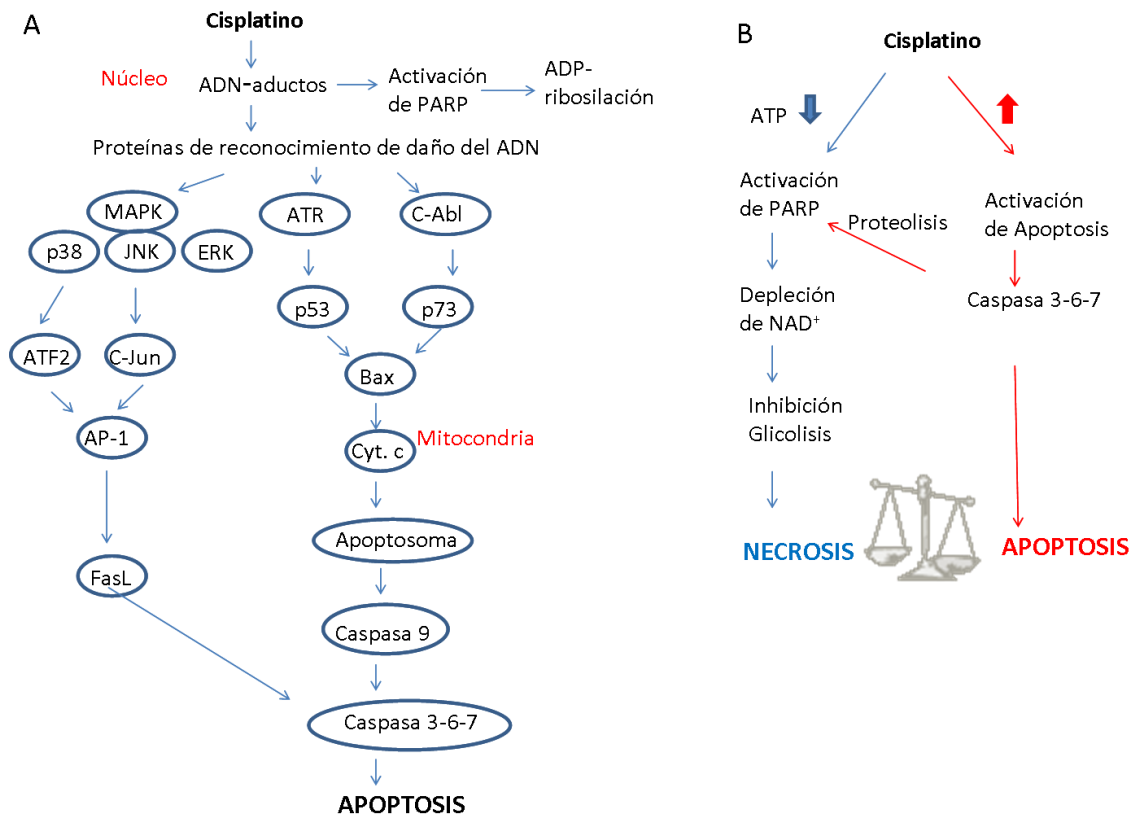 A
Cisplatino
Núcleo
ADN-aductos
Activación
de PARP
ADP-
ribosilación
Proteínas de reconocimiento de daño del ADN
MAPK
ATR
C-Abl
p38
JNK
ERK
p53
p73
ATF2
C-Jun
Bax
AP-1
Cyt. c
Mitocondria
Apoptosoma
FasL
Caspasa 9
Caspasa 3-6-7
APOPTOSIS
B
Cisplatino
ATP
Activación
de PARP
Proteolisis
Activación
de Apoptosis
Depleción
de NAD⁺
Caspasa 3-6-7
Inhibición
Glicolisis
NECROSIS
APOPTOSIS